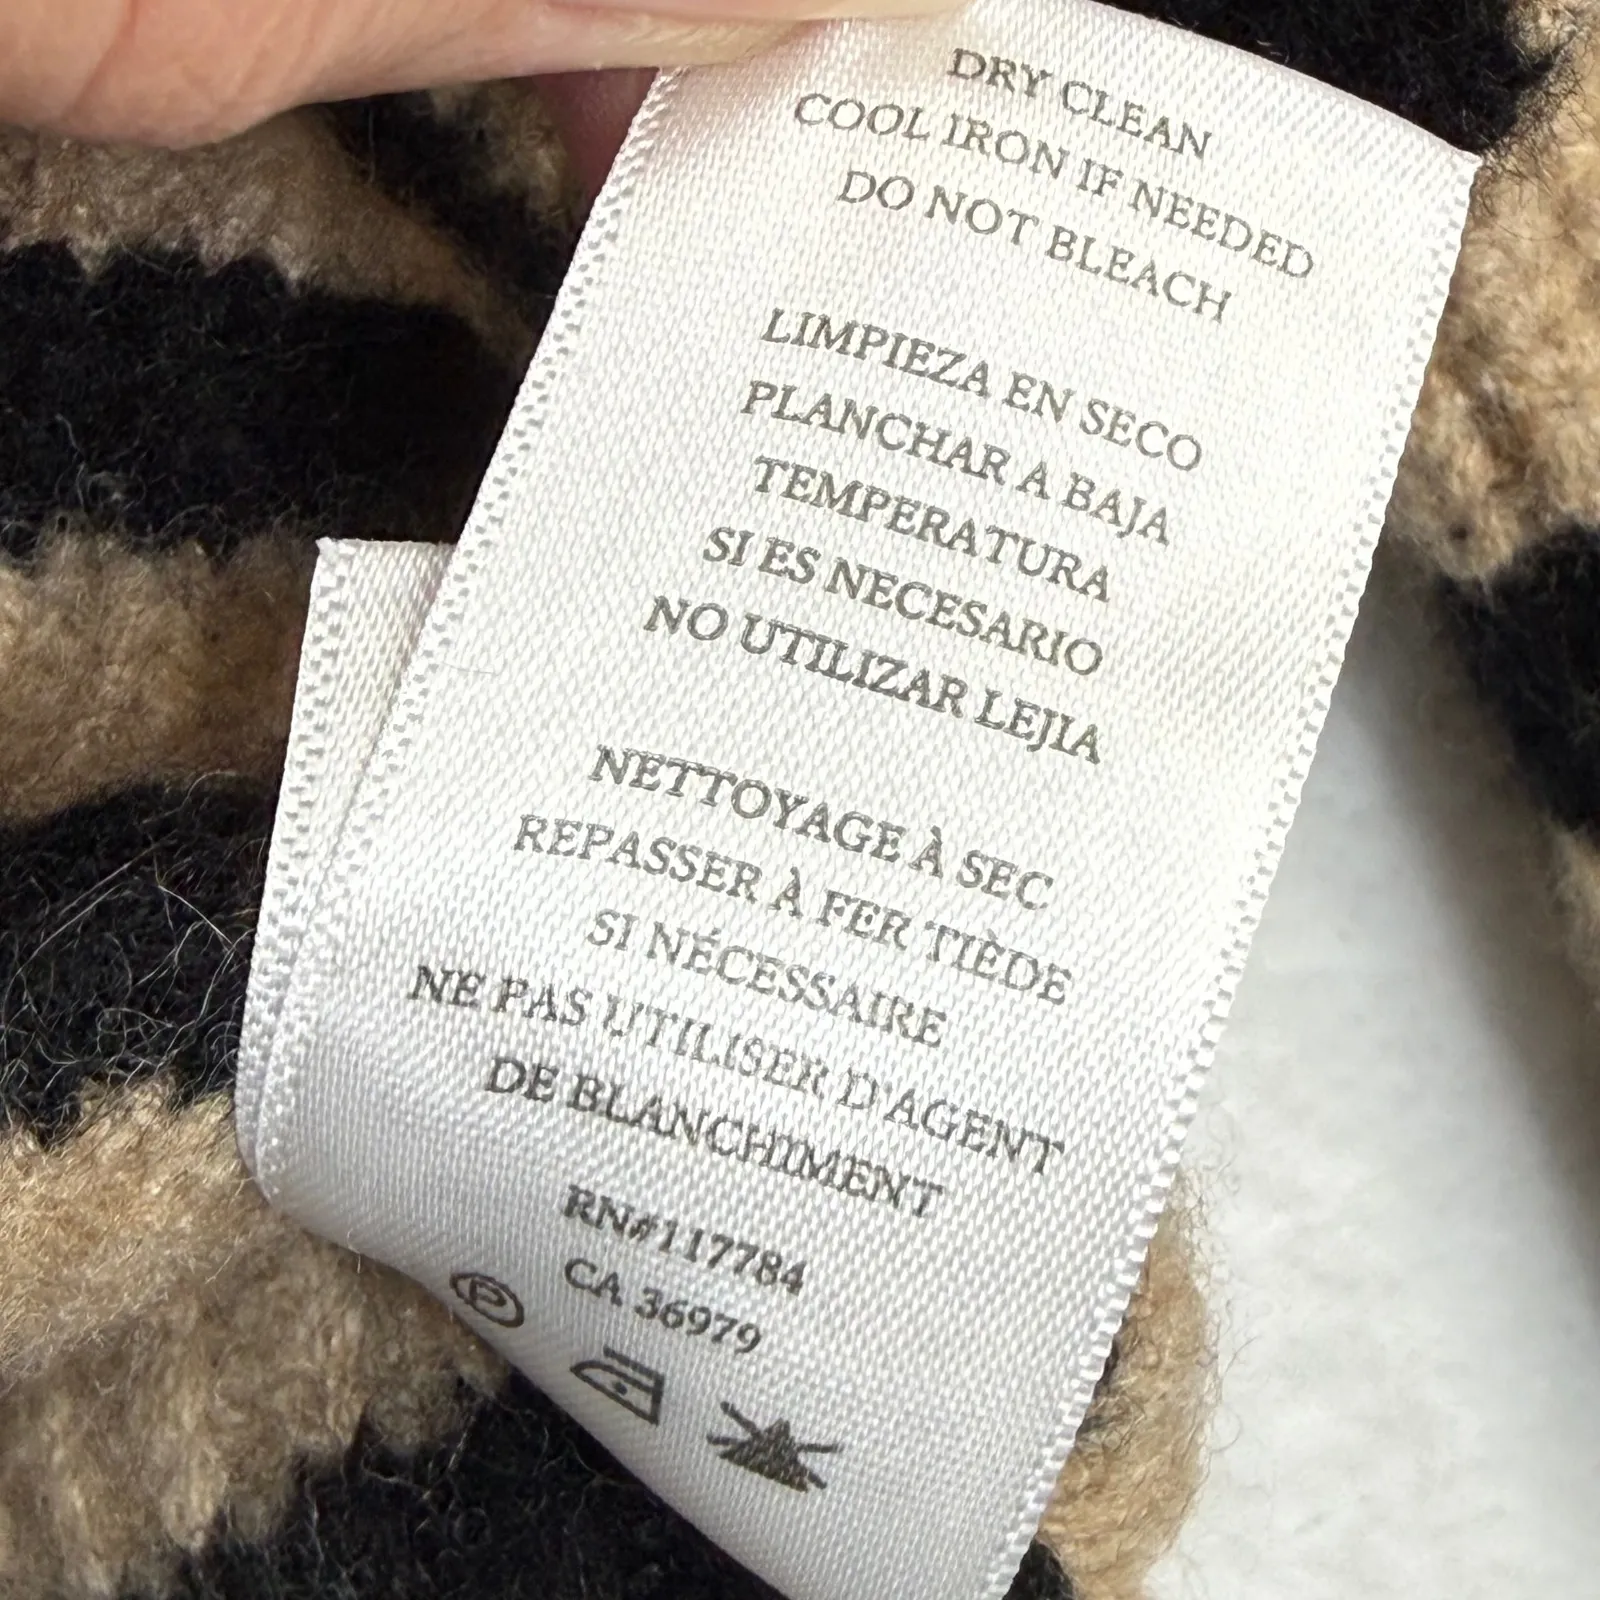 DRY CLEAN
COOL IRON IF NEEDED
DO NOT BLEACH
LIMPIEZA EN SECO
PLANCHAR A BAJA
TEMPERATURA
SI ES NECESARIO
NO UTILIZAR LEJIA
NETTOYAGE À SEC
REPASSER À FER TIÈDE
SI NÉCESSAIRE
NE PAS UTILISER D'AGENT
DE BLANCHIMENT
RN#117784
CA 36979
P